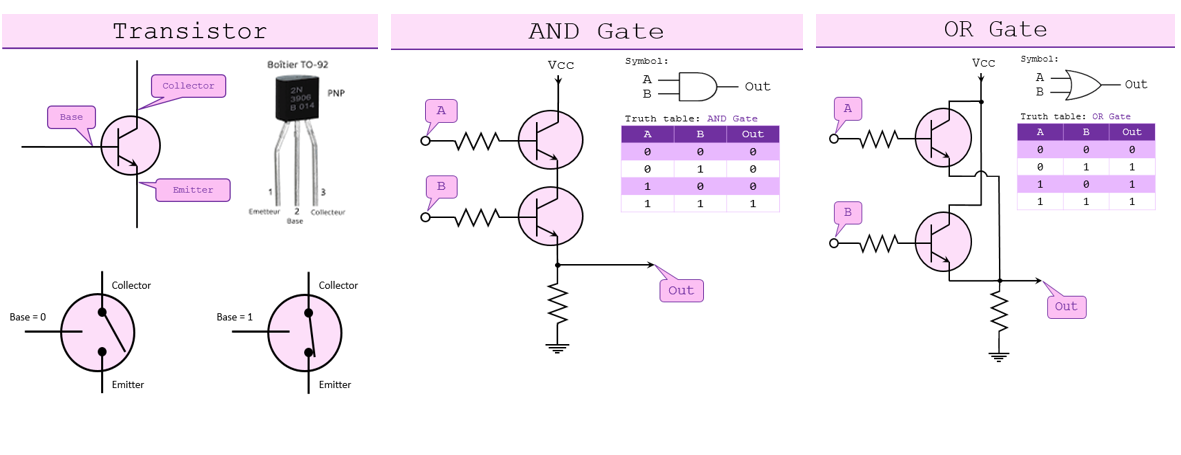 Transistor
Collector
Base
Emitter
Boîtier TO-92
2N
3906
B 014
PNP
1
2
3
Emetteur
Base
Collecteur
Collector
Base = 0
Emitter
Collector
Base = 1
Emitter
AND Gate
Vcc
A
B
Out
Symbol:
A
B
Out
Truth table: AND Gate
A B Out
0 0 0
0 1 0
1 0 0
1 1 1
OR Gate
Vcc
A
B
Out
Symbol:
A
B
Out
Truth table: OR Gate
A B Out
0 0 0
0 1 1
1 0 1
1 1 1